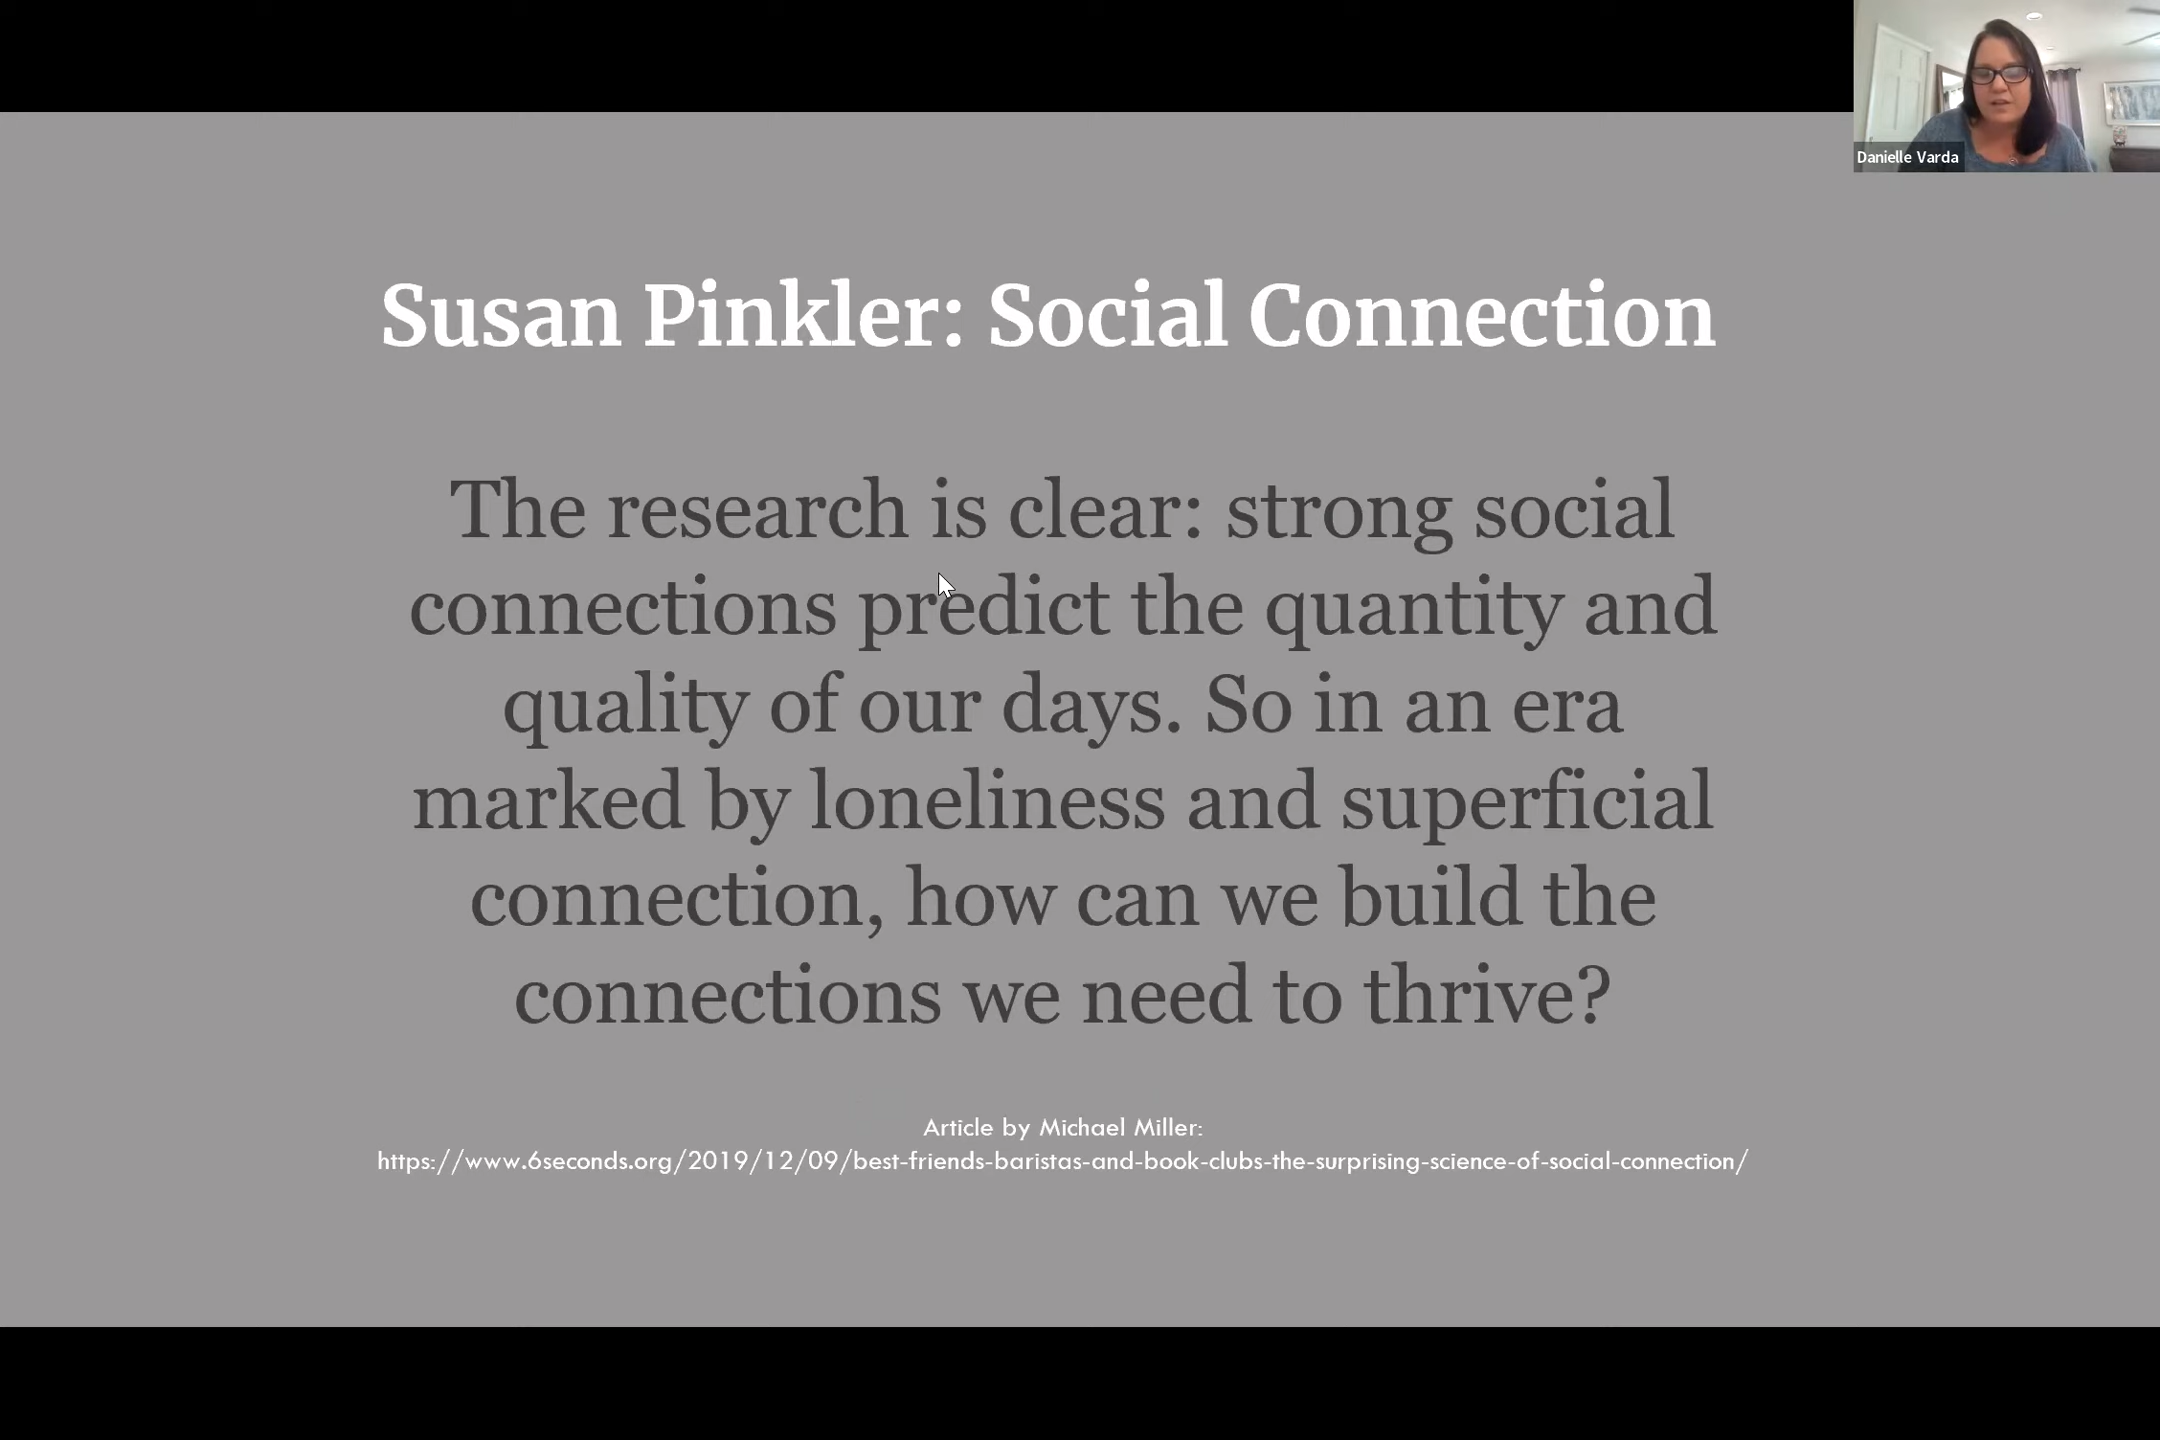 Danielle Varda
Susan Pinkler: Social Connection
The research is clear: strong social
connections predict the quantity and
quality of our days. So in an era
marked by loneliness and superficial
connection, how can we build the
connections we need to thrive?
Article by Michael Miller:
https://www.6seconds.org/2019/12/09/best-friends-baristas-and-book-clubs-the-surprising-science-of-social-connection/